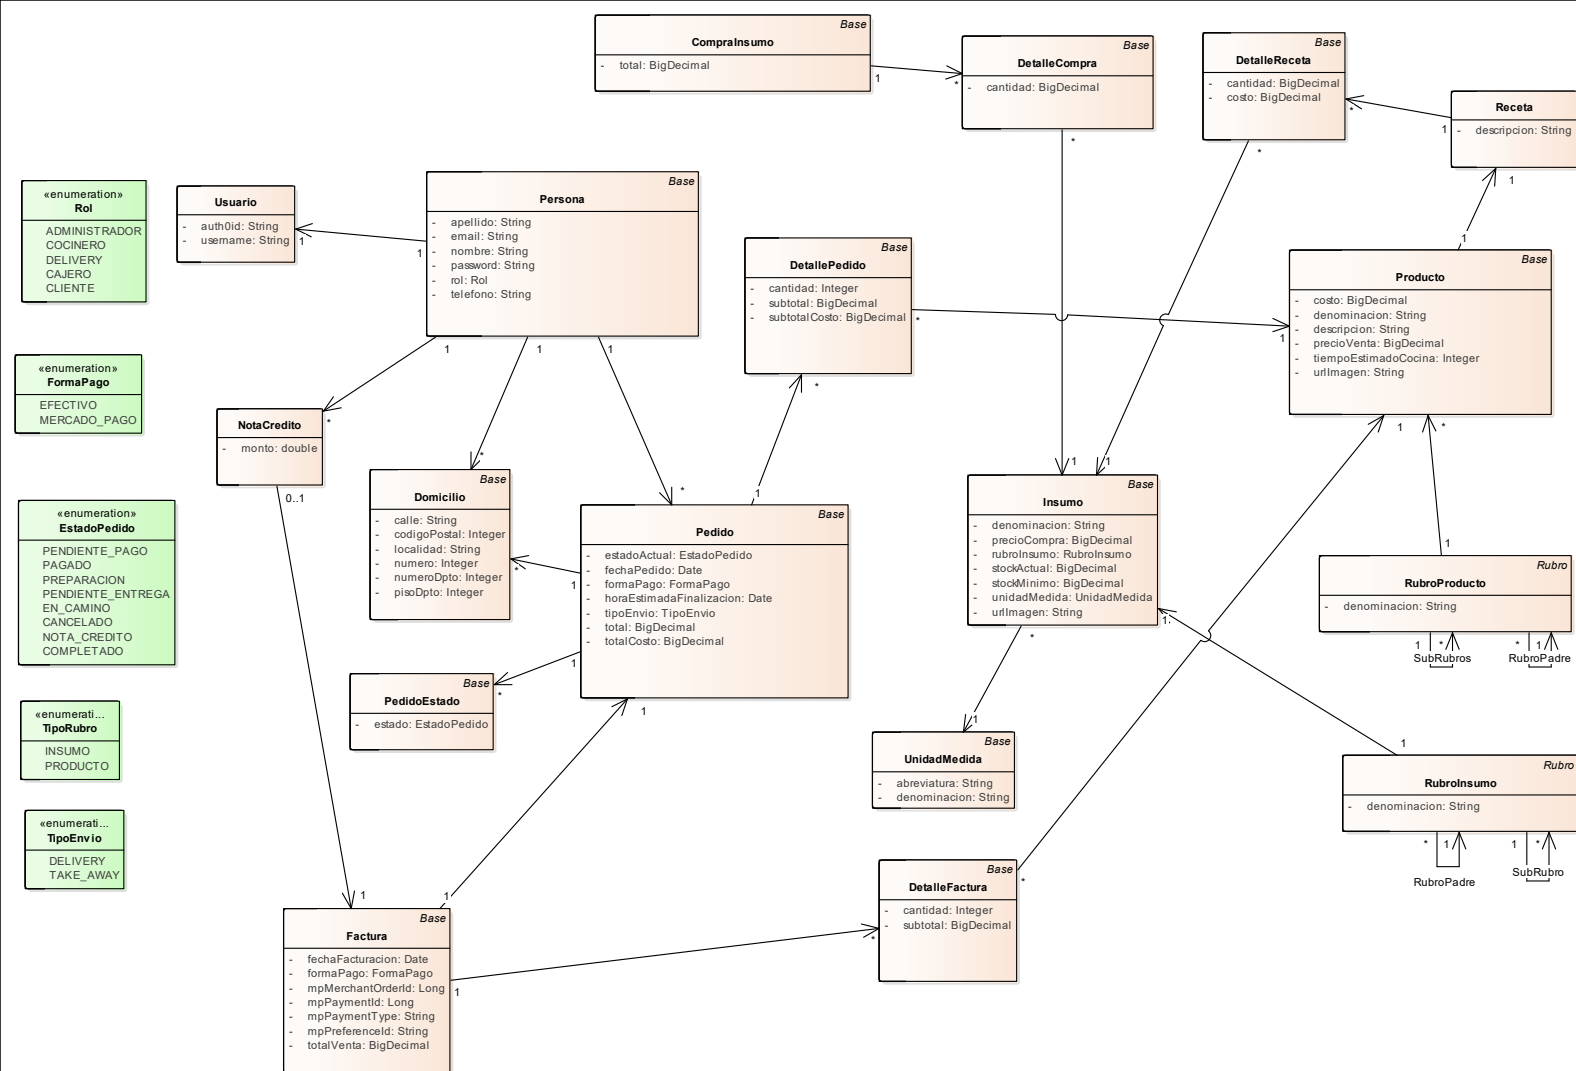 Base
CompraInsumo
- total: BigDecimal
1
*
Base
DetalleCompra
- cantidad: BigDecimal
*
Base
DetalleReceta
- cantidad: BigDecimal
- costo: BigDecimal
*
*
Receta
1
- descripcion: String
1
1
«enumeration»
Rol
ADMINISTRADOR
COCINERO
DELIVERY
CAJERO
CLIENTE
Usuario
- auth0id: String
- username: String
1
1
Base
Persona
- apellido: String
- email: String
- nombre: String
- password: String
- rol: Rol
- telefono: String
1
1
1
Base
DetallePedido
- cantidad: Integer
- subtotal: BigDecimal
- subtotalCosto: BigDecimal
*
1
*
Base
Producto
- costo: BigDecimal
- denominacion: String
- descripcion: String
- precioVenta: BigDecimal
- tiempoEstimadoCocina: Integer
- urlImagen: String
1
*
«enumeration»
FormaPago
EFECTIVO
MERCADO_PAGO
NotaCredito
- monto: double
*
0..1
*
Base
Domicilio
- calle: String
- codigoPostal: Integer
- localidad: String
- numero: Integer
- numeroDpto: Integer
- pisoDpto: Integer
*
1
*
1
Base
Pedido
- estadoActual: EstadoPedido
- fechaPedido: Date
- formaPago: FormaPago
- horaEstimadaFinalizacion: Date
- tipoEnvio: TipoEnvio
- total: BigDecimal
- totalCosto: BigDecimal
1
1
1
1
Base
Insumo
- denominacion: String
- precioCompra: BigDecimal
- rubroInsumo: RubroInsumo
- stockActual: BigDecimal
- stockMinimo: BigDecimal
- unidadMedida: UnidadMedida
- urlImagen: String
1..
*
1
1
Rubro
RubroProducto
- denominacion: String
1
*
SubRubros
*
1
RubroPadre
«enumeration»
EstadoPedido
PENDIENTE_PAGO
PAGADO
PREPARACION
PENDIENTE_ENTREGA
EN_CAMINO
CANCELADO
NOTA_CREDITO
COMPLETADO
Base
PedidoEstado
- estado: EstadoPedido
*
Base
UnidadMedida
- abreviatura: String
- denominacion: String
1
Rubro
RubroInsumo
- denominacion: String
*
1
RubroPadre
1
*
SubRubro
«enumerati...
TipoRubro
INSUMO
PRODUCTO
«enumerati...
TipoEnvio
DELIVERY
TAKE_AWAY
1
1
Base
Factura
- fechaFacturacion: Date
- formaPago: FormaPago
- mpMerchantOrderId: Long
- mpPaymentId: Long
- mpPaymentType: String
- mpPreferenceId: String
- totalVenta: BigDecimal
1
*
Base
DetalleFactura
- cantidad: Integer
- subtotal: BigDecimal
*